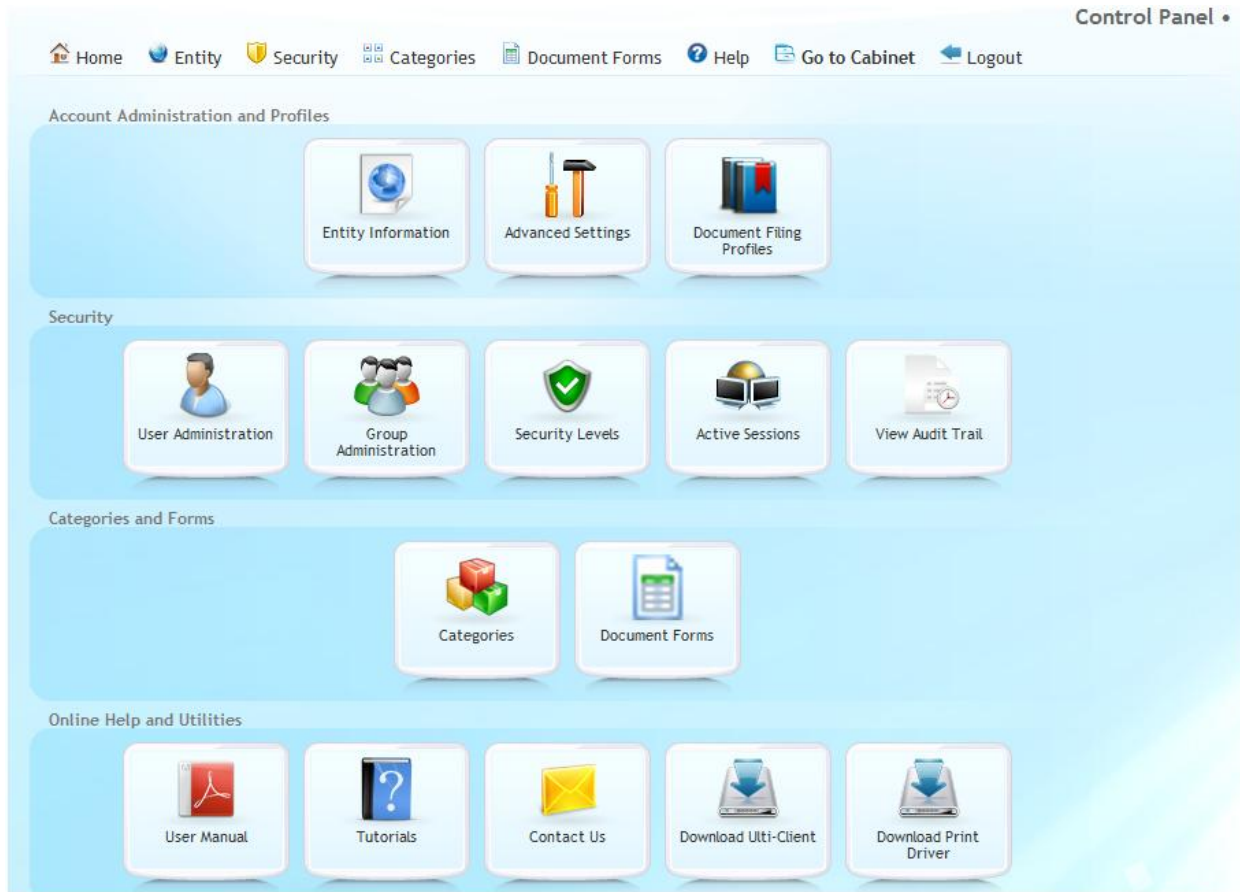 Control Panel •
Home Entity Security Categories Document Forms Help Go to Cabinet Logout
Account Administration and Profiles
Entity Information
Advanced Settings
Document Filing
Profiles
Security
User Administration
Group
Administration
Security Levels
Active Sessions
View Audit Trail
Categories and Forms
Categories
Document Forms
Online Help and Utilities
User Manual
Tutorials
Contact Us
Download Ulti-Client
Download Print
Driver